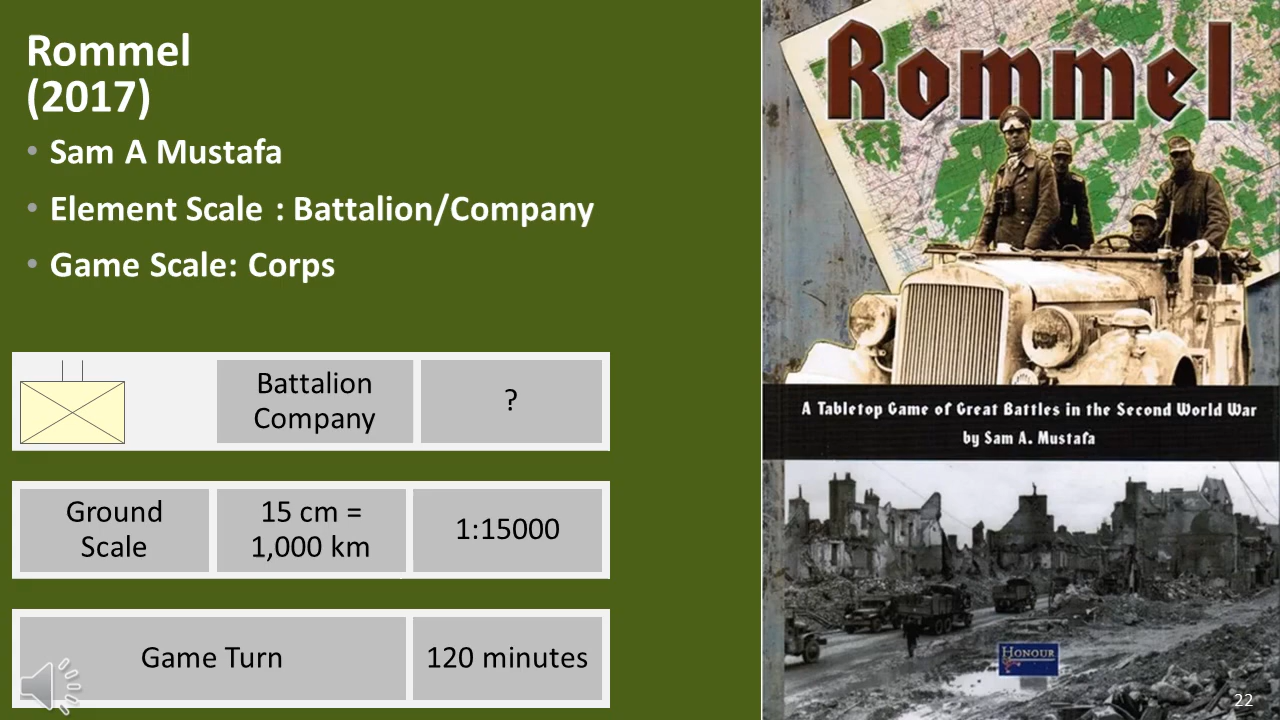 Rommel
(2017)
• Sam A Mustafa
• Element Scale : Battalion/Company
• Game Scale: Corps
Battalion
Company
?
Ground
Scale
15 cm =
1,000 km
1:15000
Game Turn
120 minutes
Rommel
A Tabletop Game of Great Battles in the Second World War
by Sam A. Mustafa
HONOUR
22